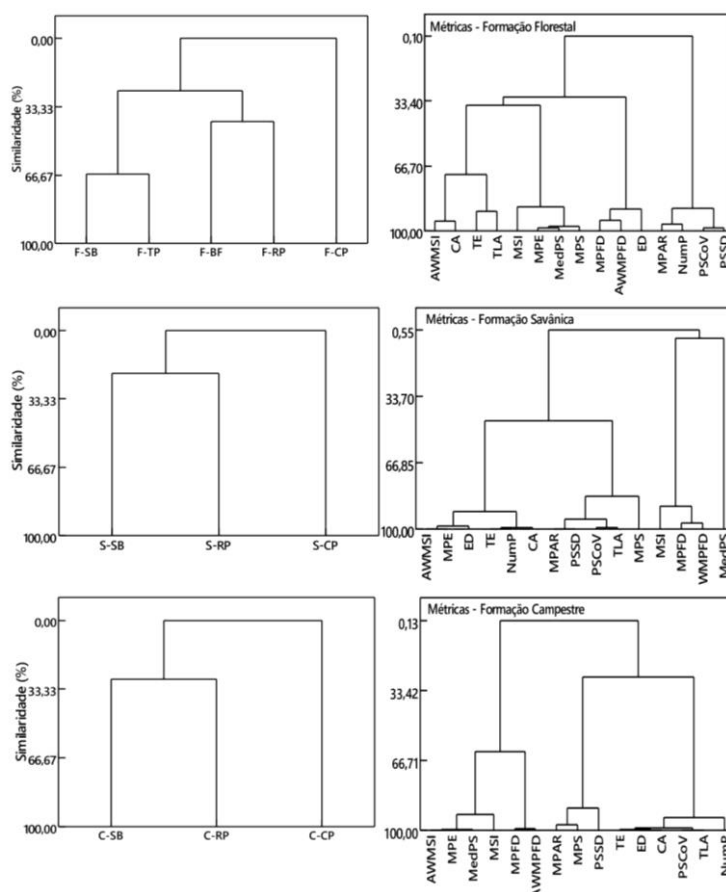 0,00
33,33
66,67
100,00
Similaridade (%)
F-SB F-TP F-BF F-RP F-CP
Métricas - Formação Florestal
0,10
33,40
66,70
100,00
AWMSI CA TE TLA MSI MPE MedPS MPS MPFD AWMPFD ED MPAR NumP PSCoV PSSD
0,00
33,33
66,67
100,00
Similaridade (%)
S-SB S-RP S-CP
Métricas - Formação Savânica
0,55
33,70
66,85
100,00
AWMSI MPE ED TE NumP CA MPAR PSSD PSCoV TLA MPS MSI MPFD WMPFD MedPS
0,00
33,33
66,67
100,00
Similaridade (%)
C-SB C-RP C-CP
Métricas - Formação Campestre
0,13
33,42
66,71
100,00
AWMSI MPE MedPS MSI MPFD AWMPFD MPAR MPS PSSD TE ED CA PSCoV TLA NumP